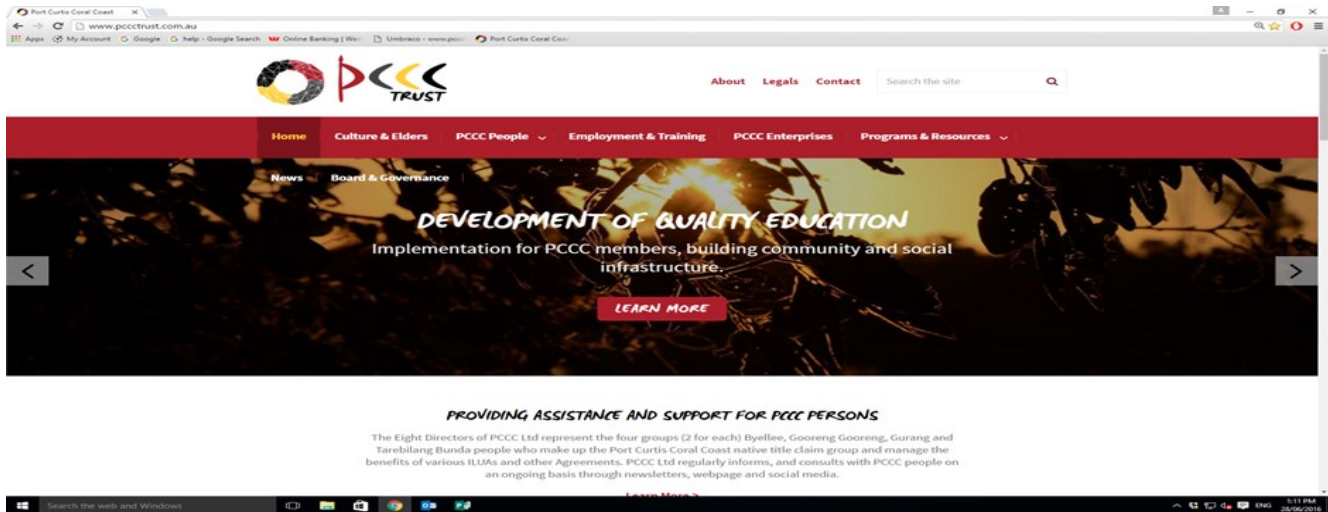 Port Curtis Coral Coast
www.pccctrust.com.au
Apps My Account Google help - Google Search Online Banking | Umbraco - www. Port Curtis Coral
PCCC
TRUST
About Legals Contact Search the site
Home Culture & Elders PCCC People Employment & Training PCCC Enterprises Programs & Resources
News Board & Governance
DEVELOPMENT OF QUALITY EDUCATION
Implementation for PCCC members, building community and social
infrastructure.
LEARN MORE
PROVIDING ASSISTANCE AND SUPPORT FOR PCCC PERSONS
The Eight Directors of PCCC Ltd represent the four groups (2 for each) Byellee, Gooreng Gooreng, Gurang and
Tarebilang Bunda people who make up the Port Curtis Coral Coast native title claim group and manage the
benefits of various ILUAs and other Agreements. PCCC Ltd regularly informs, and consults with PCCC people on
an ongoing basis through newsletters, webpage and social media.
Learn More >
Search the web and Windows ENG 5:11 PM
28/06/2016